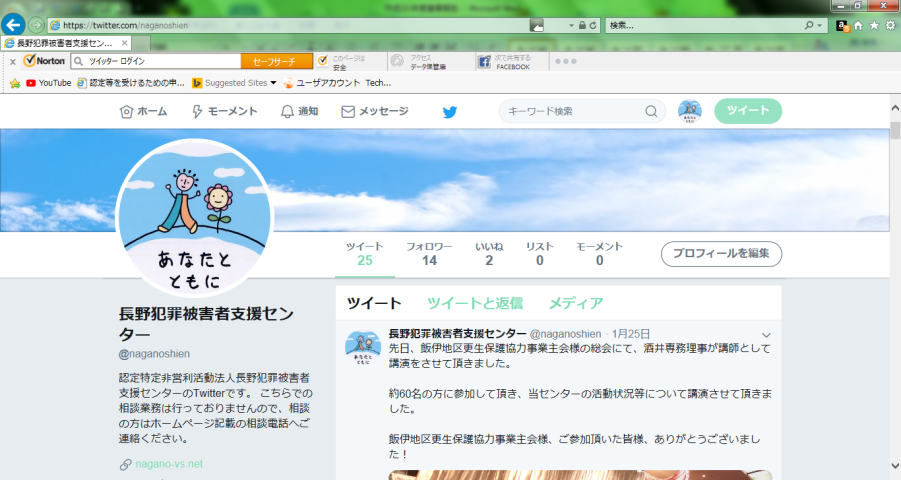 https://twitter.com/naganoshien
検索...
長野犯罪被害者支援セン...
Norton
ツイッター ログイン
セーフサーチ
このページは
安全
アクセス
データ保管庫
次で共有する
FACEBOOK
YouTube
認定等を受けるための申...
Suggested Sites
ユーザアカウント Tech...
ホーム
モーメント
通知
メッセージ
キーワード検索
ツイート
あなたと
ともに
ツイート
25
フォロワー
14
いいね
2
リスト
0
モーメント
0
プロフィールを編集
長野犯罪被害者支援セン
ター
@naganoshien
認定特定非営利活動法人長野犯罪被害者
支援センターのTwitterです。 こちらでの
相談業務は行っておりませんので、相談
の方はホームページ記載の相談電話へご
連絡ください。
nagano-vs.net
ツイート
ツイートと返信
メディア
長野犯罪被害者支援センター @naganoshien · 1月25日
先日、飯伊地区更生保護協力事業主会様の総会にて、酒井専務理事が講師として
講演をさせて頂きました。
約60名の方に参加して頂き、当センターの活動状況等について講演させて頂きま
した。
飯伊地区更生保護協力事業主会様、ご参加頂いた皆様、ありがとうございまし
た！